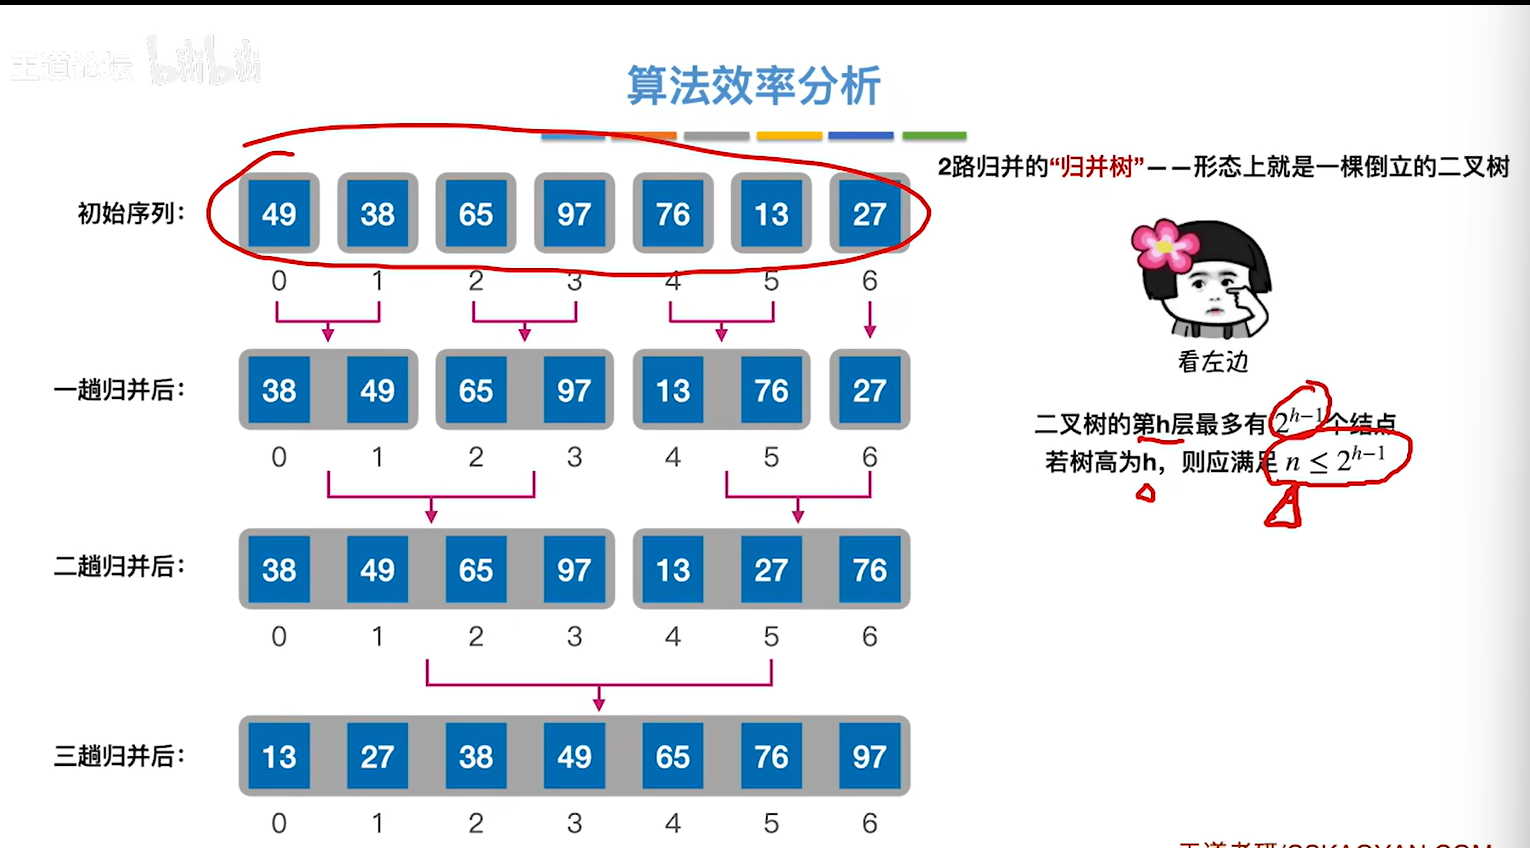 王道论坛 bilibili
算法效率分析
2路归并的“归并树”——形态上就是一棵倒立的二叉树
初始序列： 49 38 65 97 76 13 27
0 1 2 3 4 5 6
看左边
一趟归并后： 38 49 65 97 13 76 27
0 1 2 3 4 5 6
二叉树的第h层最多有 2^{h−1} 个结点
若树高为h，则应满足 n ≤ 2^{h−1}
二趟归并后： 38 49 65 97 13 27 76
0 1 2 3 4 5 6
三趟归并后： 13 27 38 49 65 76 97
0 1 2 3 4 5 6